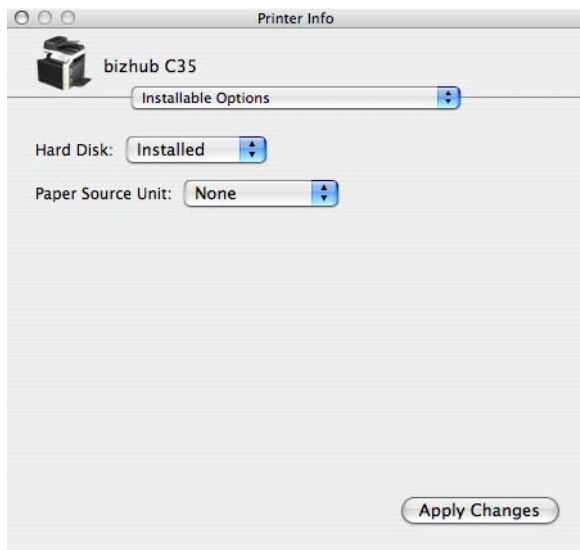 Printer Info
bizhub C35
Installable Options
Hard Disk: Installed
Paper Source Unit: None
Apply Changes